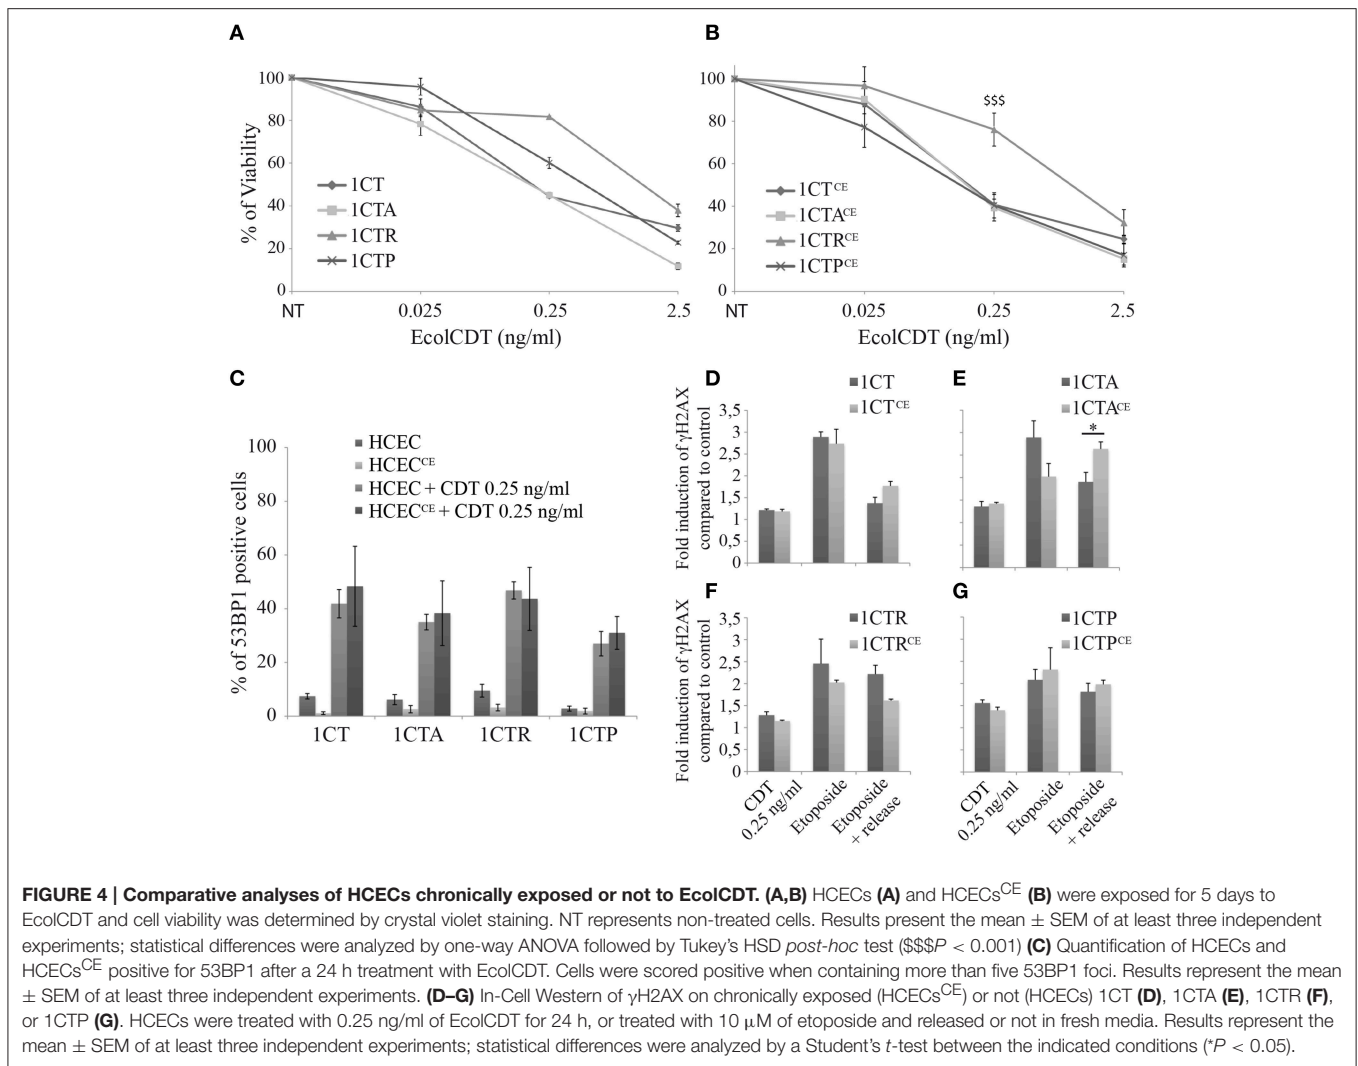 A
100
80
60
40
20
0
% of Viability
1CT
1CTA
1CTR
1CTP
NT
0.025
0.25
2.5
EcolCDT (ng/ml)
B
100
80
60
40
20
0
$$$
1CT^CE
1CTA^CE
1CTR^CE
1CTP^CE
NT
0.025
0.25
2.5
EcolCDT (ng/ml)
C
100
80
60
40
20
0
% of 53BP1 positive cells
HCEC
HCEC^CE
HCEC + CDT 0.25 ng/ml
HCEC^CE + CDT 0.25 ng/ml
1CT
1CTA
1CTR
1CTP
D
1CT
1CT^CE
Fold induction of γH2AX
compared to control
3,5
3
2,5
2
1,5
1
0,5
0
E
1CTA
1CTA^CE
*
F
1CTR
1CTR^CE
Fold induction of γH2AX
compared to control
3,5
3
2,5
2
1,5
1
0,5
0
CDT
0.25 ng/ml
Etoposide
Etoposide
+ release
G
1CTP
1CTP^CE
CDT
0.25 ng/ml
Etoposide
Etoposide
+ release
FIGURE 4 | Comparative analyses of HCECs chronically exposed or not to EcolCDT. (A,B) HCECs (A) and HCECs^CE (B) were exposed for 5 days to
EcolCDT and cell viability was determined by crystal violet staining. NT represents non-treated cells. Results present the mean ± SEM of at least three independent
experiments; statistical differences were analyzed by one-way ANOVA followed by Tukey's HSD post-hoc test ($$$P < 0.001) (C) Quantification of HCECs and
HCECs^CE positive for 53BP1 after a 24 h treatment with EcolCDT. Cells were scored positive when containing more than five 53BP1 foci. Results represent the mean
± SEM of at least three independent experiments. (D–G) In-Cell Western of γH2AX on chronically exposed (HCECs^CE) or not (HCECs) 1CT (D), 1CTA (E), 1CTR (F),
or 1CTP (G). HCECs were treated with 0.25 ng/ml of EcolCDT for 24 h, or treated with 10 μM of etoposide and released or not in fresh media. Results represent the
mean ± SEM of at least three independent experiments; statistical differences were analyzed by a Student's t-test between the indicated conditions (*P < 0.05).